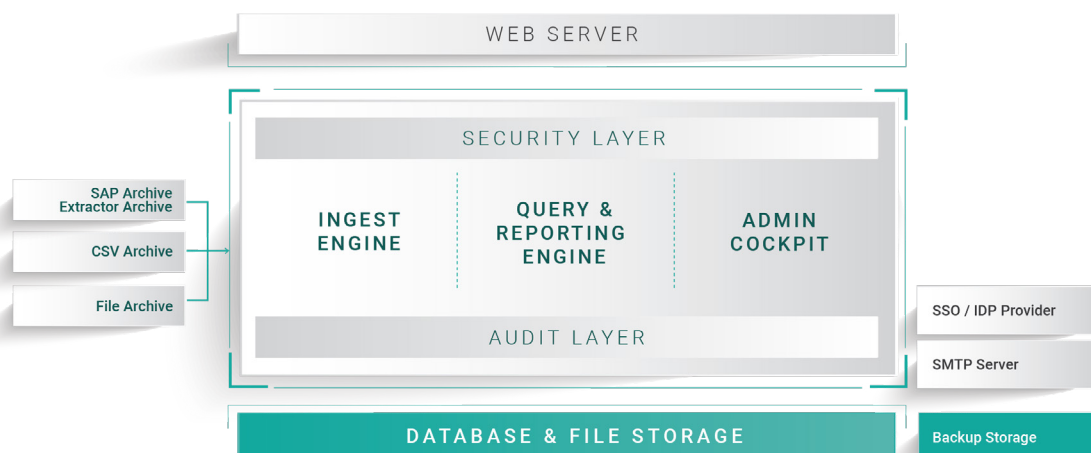 WEB SERVER
SECURITY LAYER
SAP Archive
Extractor Archive
CSV Archive
File Archive
INGEST
ENGINE
QUERY &
REPORTING
ENGINE
ADMIN
COCKPIT
AUDIT LAYER
SSO / IDP Provider
SMTP Server
DATABASE & FILE STORAGE
Backup Storage